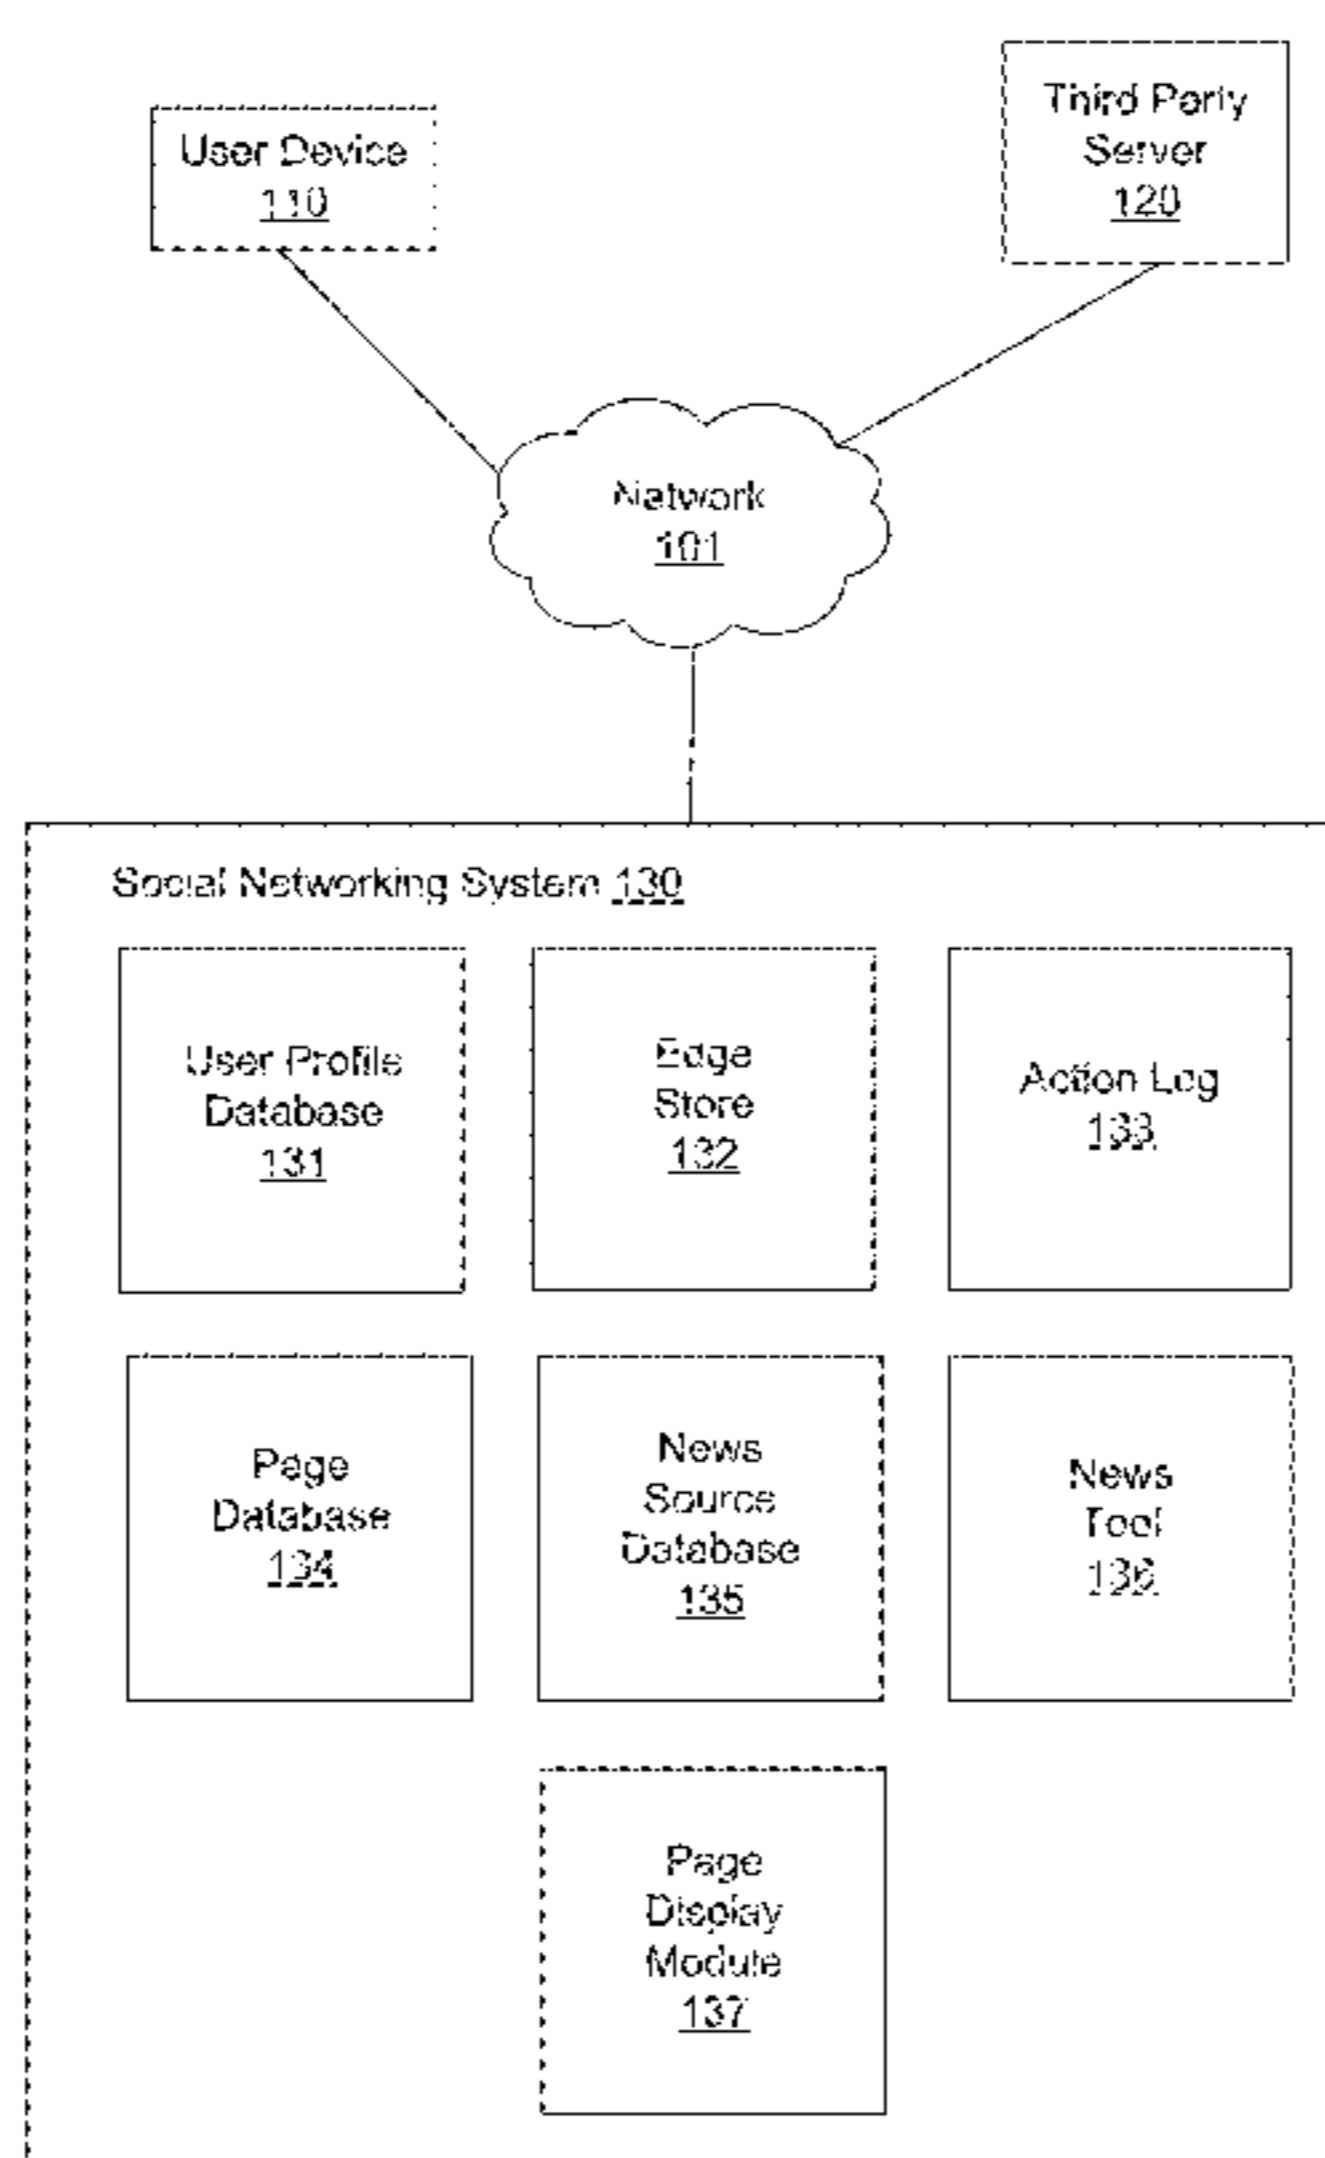 User Device
110
Third Party
Server
120
Network
101
Social Networking System 130
User Profile
Database
131
Edge
Store
132
Action Log
133
Page
Database
134
News
Source
Database
135
News
Tool
136
Page
Display
Module
137